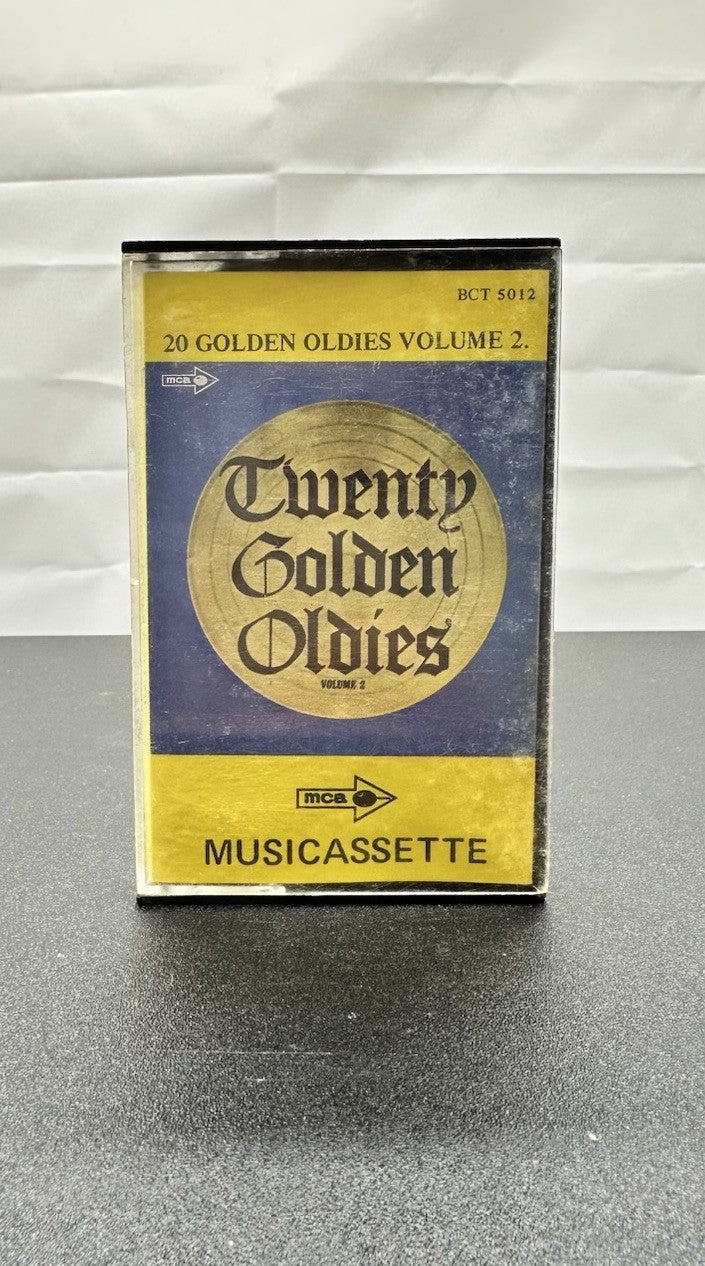 BCT 5012
20 GOLDEN OLDIES VOLUME 2.
mca
Twenty
Golden
Oldies
VOLUME 2
mca
MUSICASSETTE